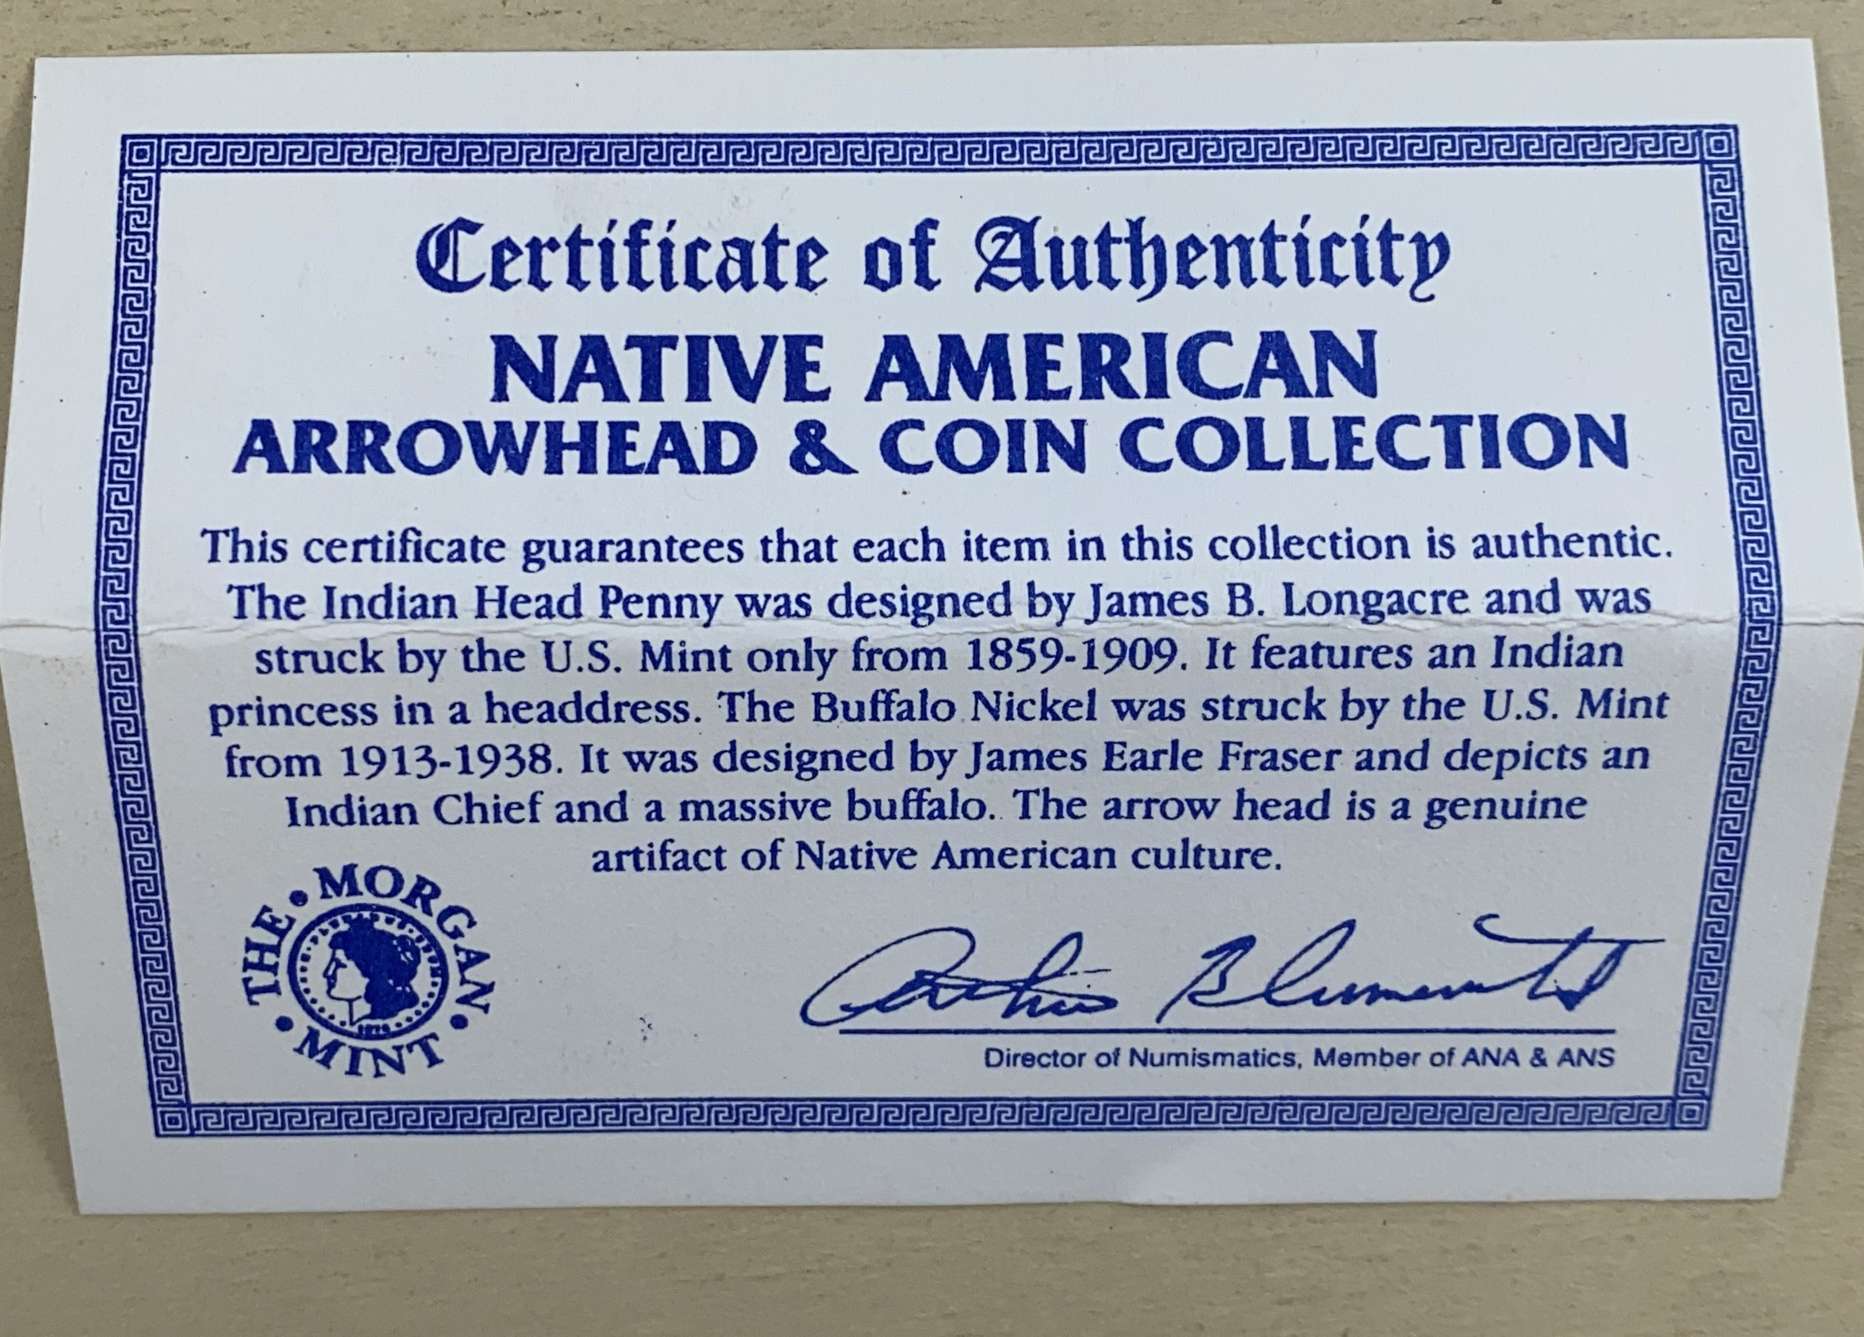 Certificate of Authenticity
NATIVE AMERICAN
ARROWHEAD & COIN COLLECTION
This certificate guarantees that each item in this collection is authentic.
The Indian Head Penny was designed by James B. Longacre and was
struck by the U.S. Mint only from 1859-1909. It features an Indian
princess in a headdress. The Buffalo Nickel was struck by the U.S. Mint
from 1913-1938. It was designed by James Earle Fraser and depicts an
Indian Chief and a massive buffalo. The arrow head is a genuine
artifact of Native American culture.
THE • MORGAN • MINT •
Director of Numismatics, Member of ANA & ANS